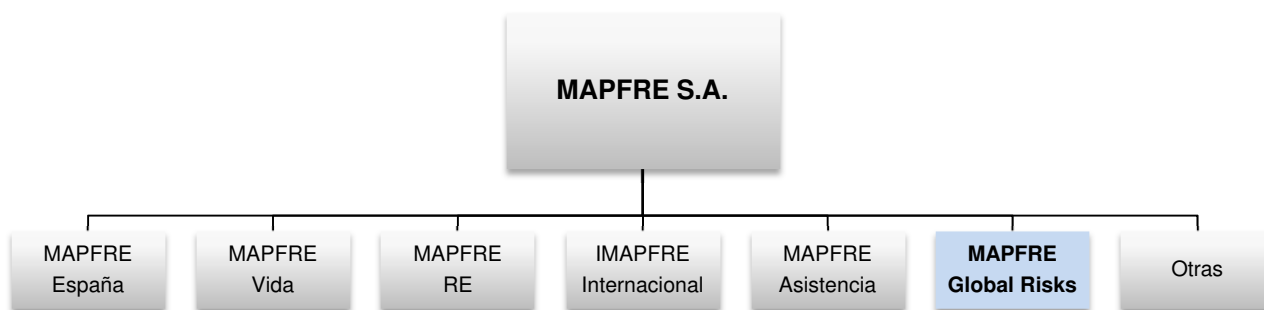 MAPFRE S.A.
MAPFRE
España
MAPFRE
Vida
MAPFRE
RE
IMAPFRE
Internacional
MAPFRE
Asistencia
MAPFRE
Global Risks
Otras